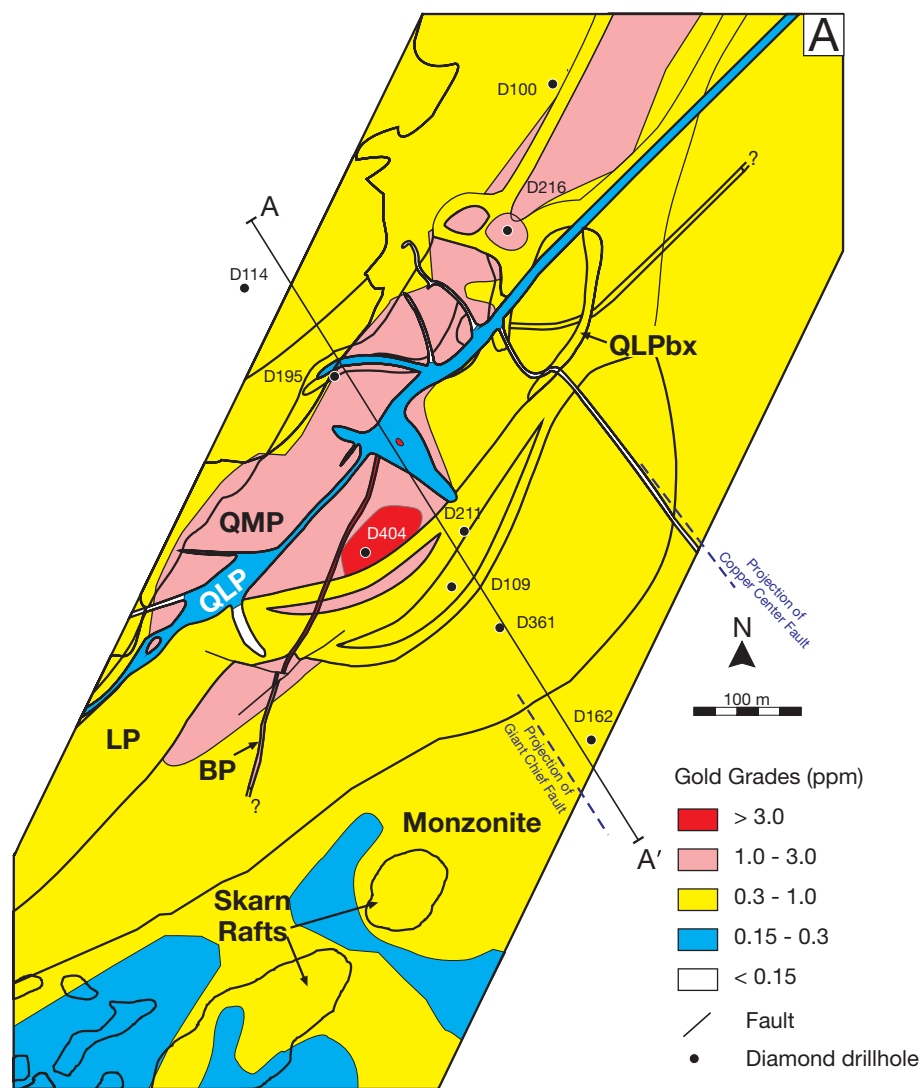 A
D100
D216
A
D114
?
QLPbx
D195
QMP
D404
D211
QLP
D109
D361
Projection of
Copper Center Fault
N
100 m
D162
LP
BP
?
Projection of
Giant Chief Fault
Monzonite
A'
Skarn
Rafts
Gold Grades (ppm)
> 3.0
1.0 - 3.0
0.3 - 1.0
0.15 - 0.3
< 0.15
Fault
Diamond drillhole